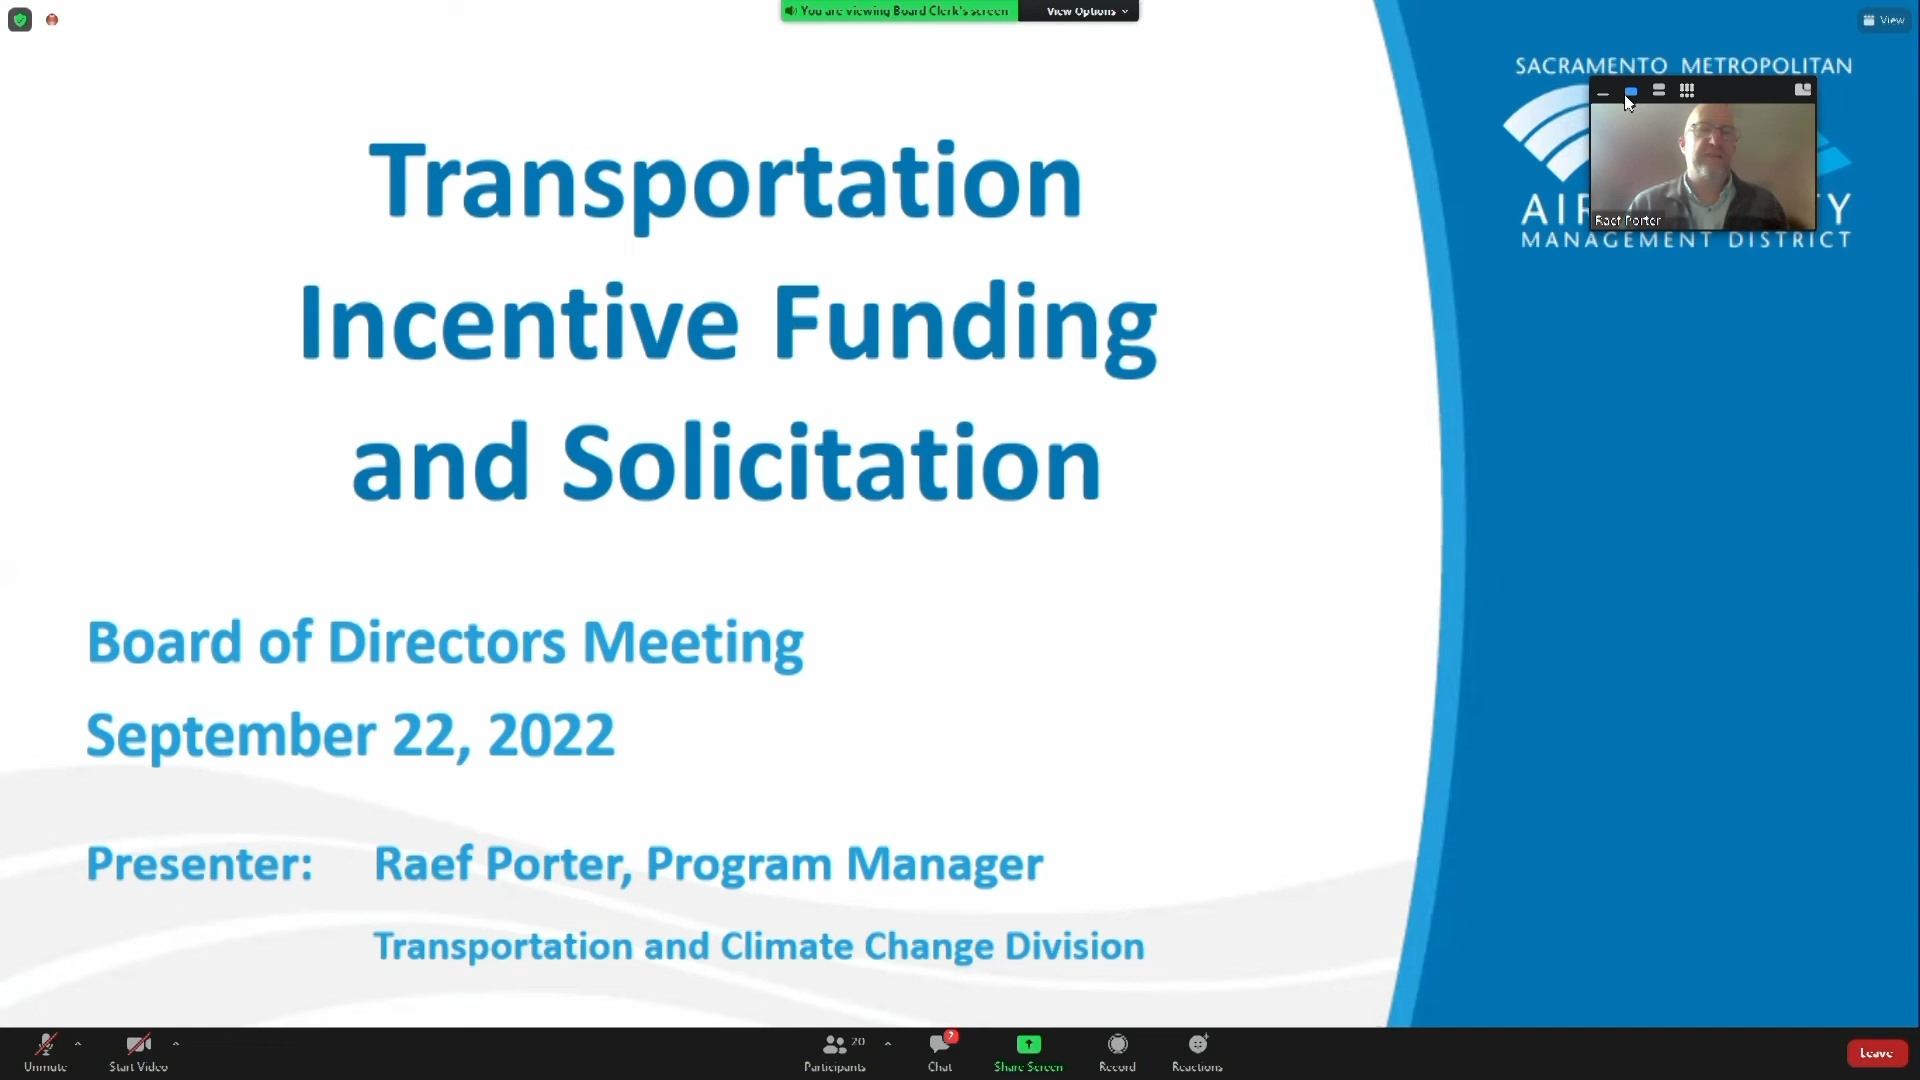 You are viewing Board Clerk's screen
View Options
View
SACRAMENTO METROPOLITAN
Raef Porter
MANAGEMENT DISTRICT
Transportation
Incentive Funding
and Solicitation
Board of Directors Meeting
September 22, 2022
Presenter: Raef Porter, Program Manager
Transportation and Climate Change Division
Unmute
Start Video
20
Participants
Chat
Share Screen
Record
Reactions
Leave